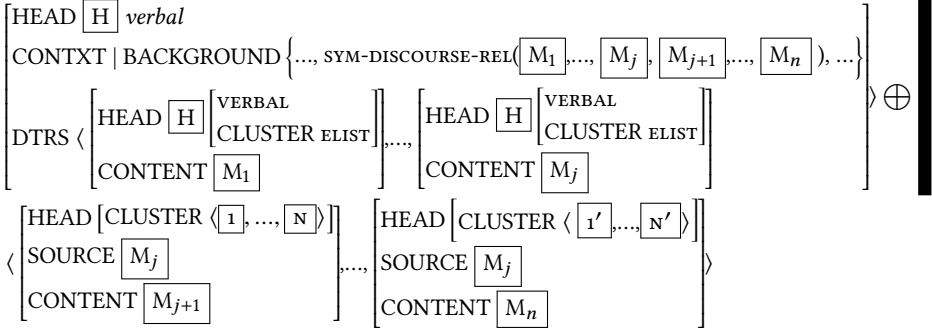 HEAD H verbal
CONTXT | BACKGROUND {..., SYM-DISCOURSE-REL( M1 ,..., Mj , Mj+1 ,..., Mn ), ...}
DTRS ⟨ [HEAD H [VERBAL CLUSTER ELIST] CONTENT M1] ,..., [HEAD H [VERBAL CLUSTER ELIST] CONTENT Mj] ⟩ ⊕
⟨ [HEAD [CLUSTER ⟨ 1 , ..., N ⟩] ,..., [HEAD [CLUSTER ⟨ 1′ ,..., N′ ⟩] ⟩
SOURCE Mj SOURCE Mj
CONTENT Mj+1 CONTENT Mn